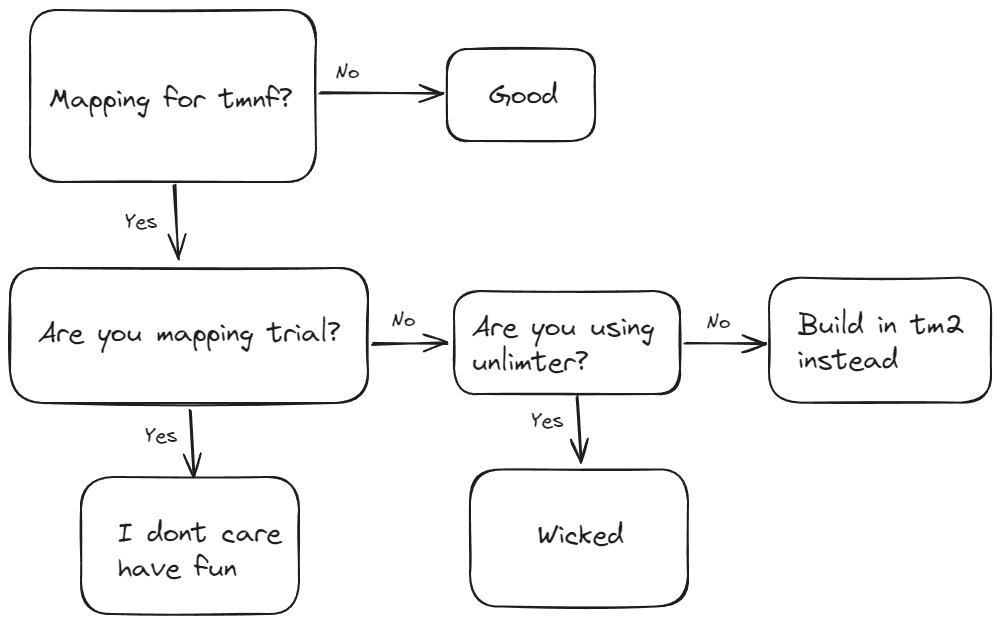 Mapping for tmnf?
No
Good
Yes
Are you mapping trial?
No
Are you using
unlimter?
No
Build in tm2
instead
Yes
I dont care
have fun
Yes
Wicked